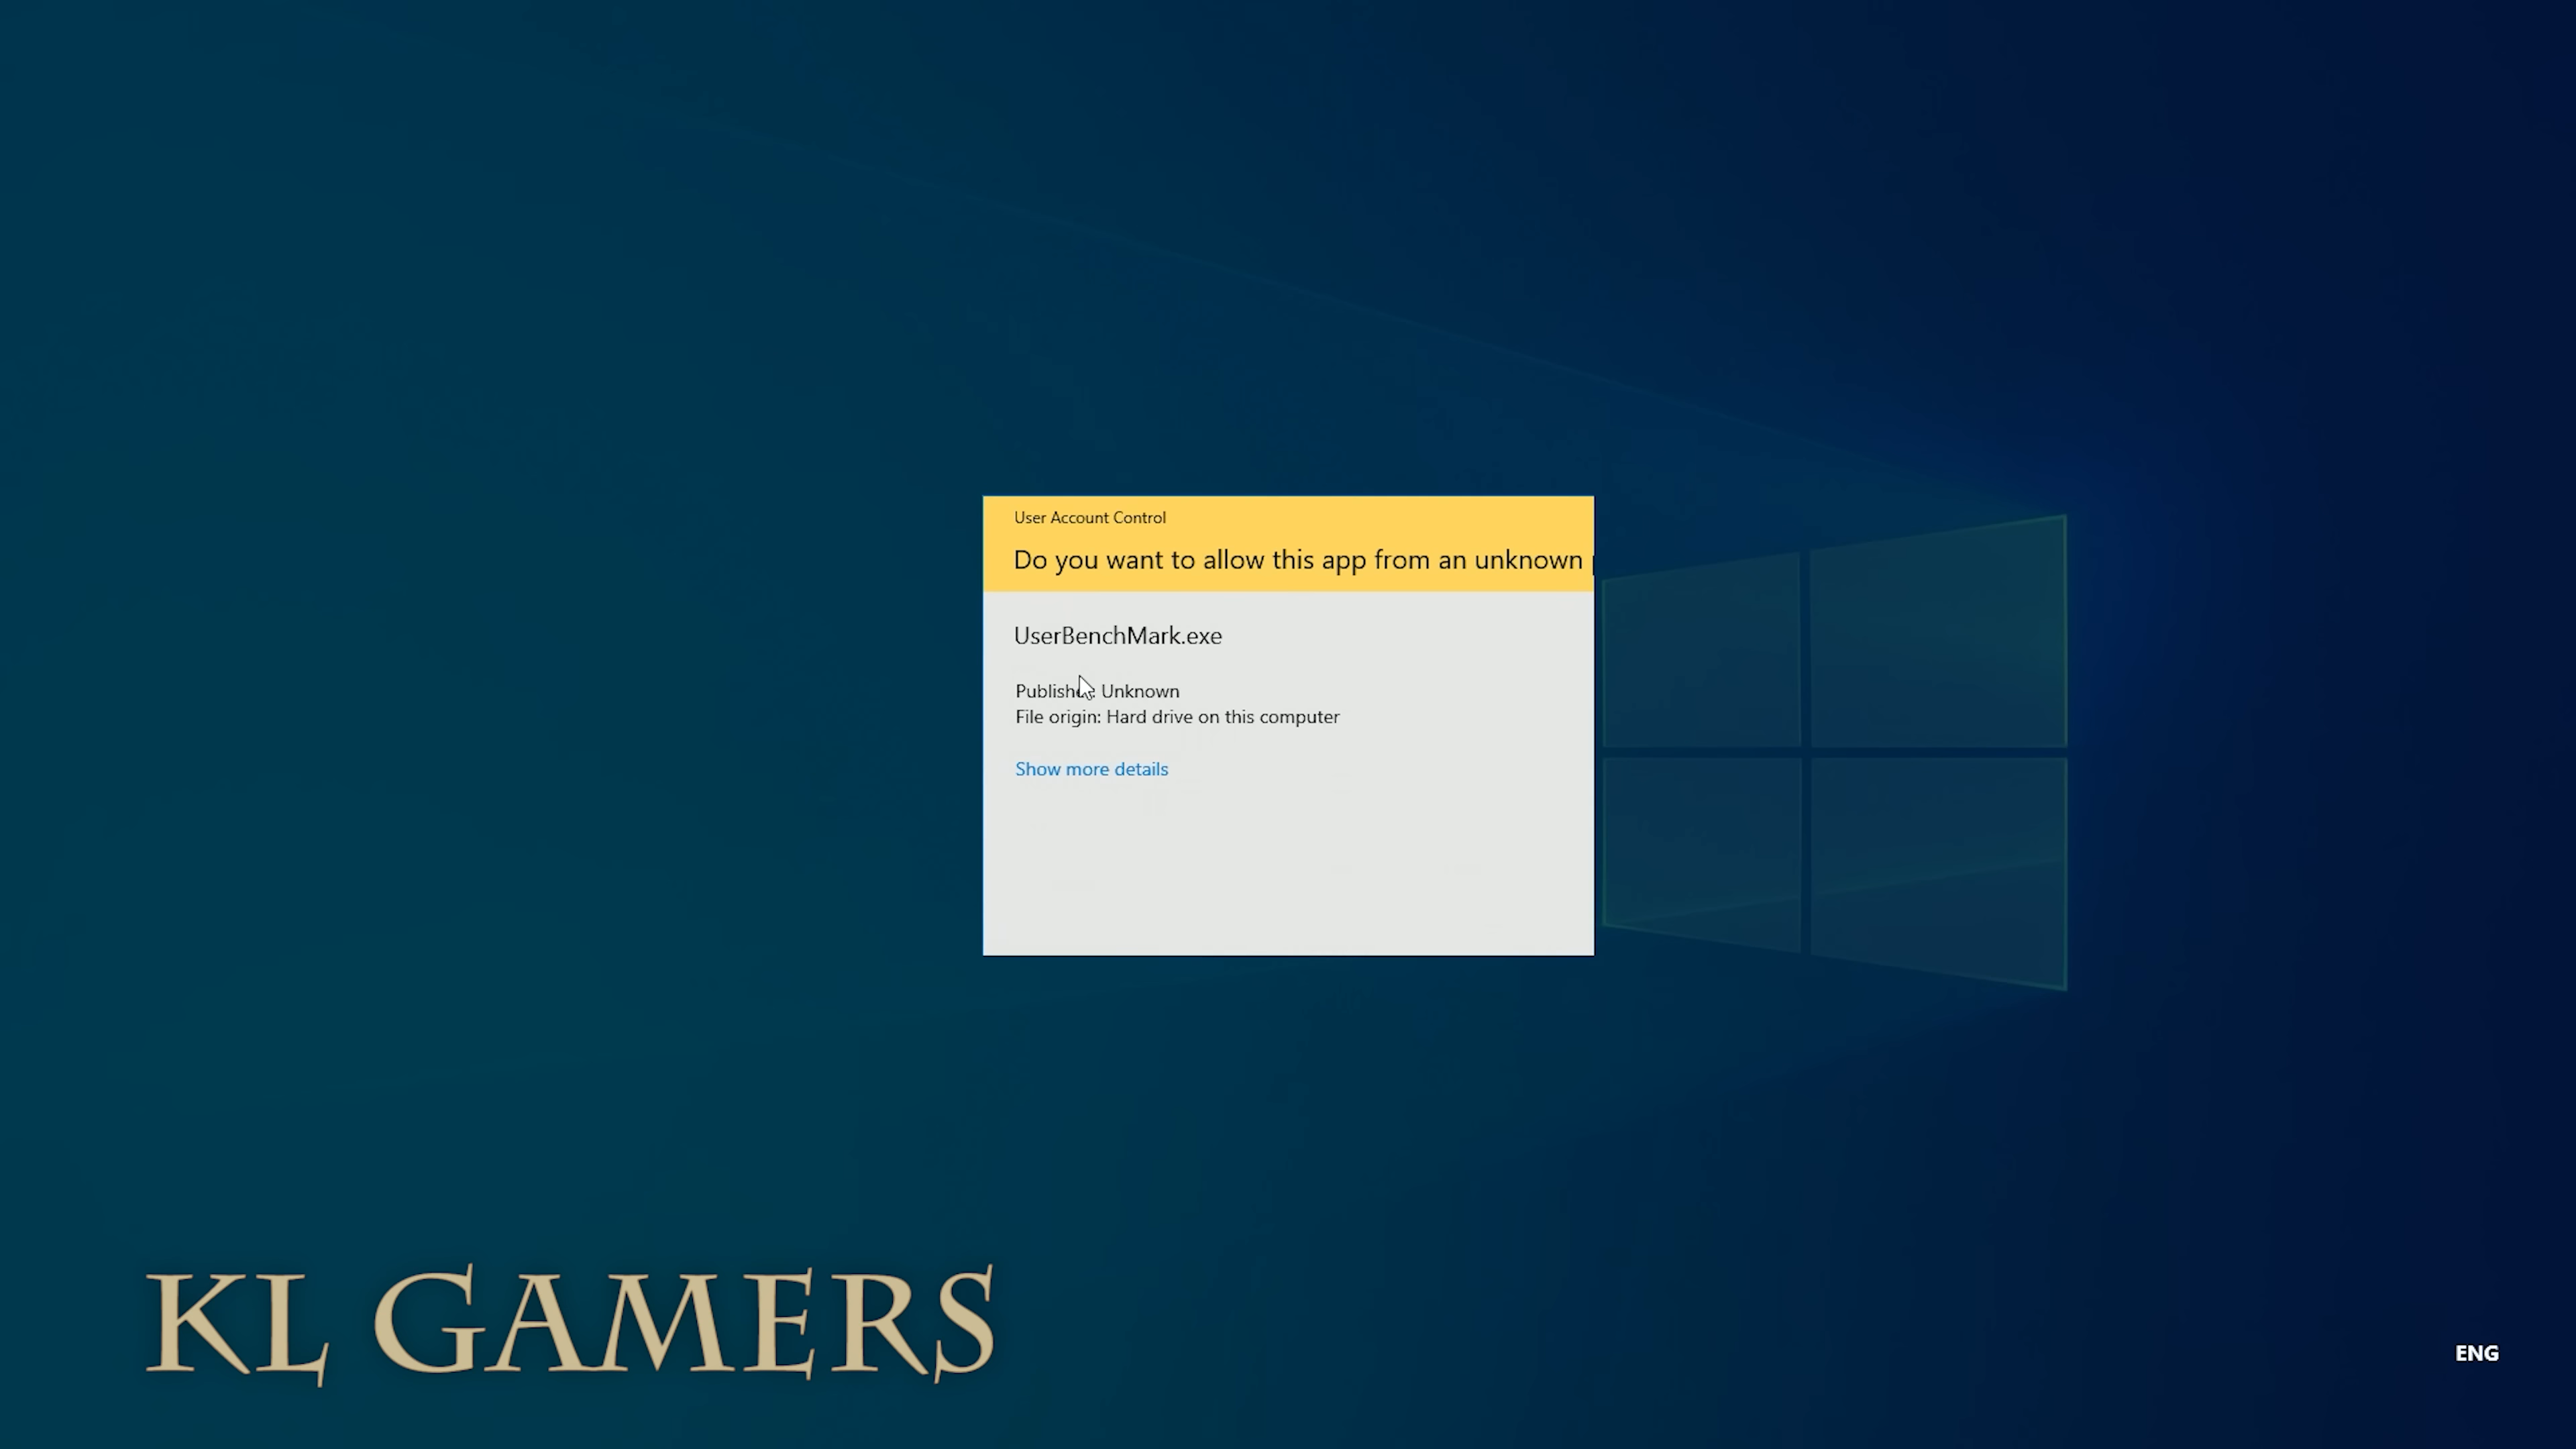 User Account Control
Do you want to allow this app from an unknown
UserBenchMark.exe
Publisher: Unknown
File origin: Hard drive on this computer
Show more details
KL GAMERS
ENG